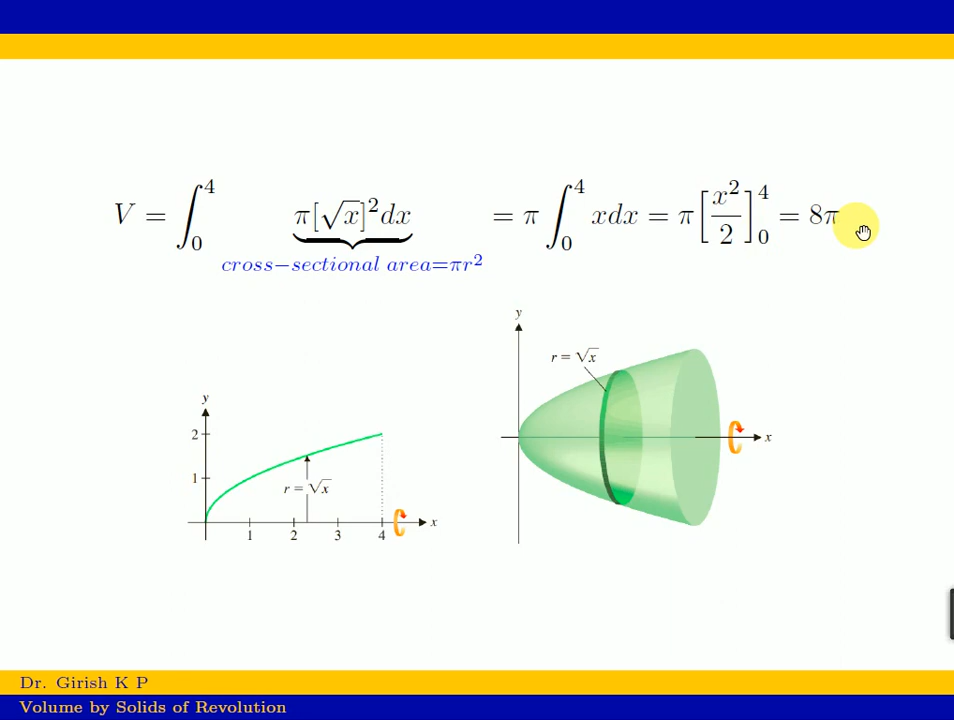 V = ∫₀⁴ π[√x]²dx = π ∫₀⁴ xdx = π [x²/2]₀⁴ = 8π
cross−sectional area=πr²
y
r = √x
x
y
2
1
r = √x
1 2 3 4
x
Dr. Girish K P
Volume by Solids of Revolution